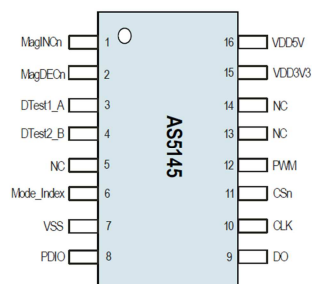 MagINCn 1 16 VDD5V
MagDECn 2 15 VDD3V3
DTest1_A 3 14 NC
DTest2_B 4 13 NC
AS5145
NC 5 12 PWM
Mode_Index 6 11 CSn
VSS 7 10 CLK
PDIO 8 9 DO